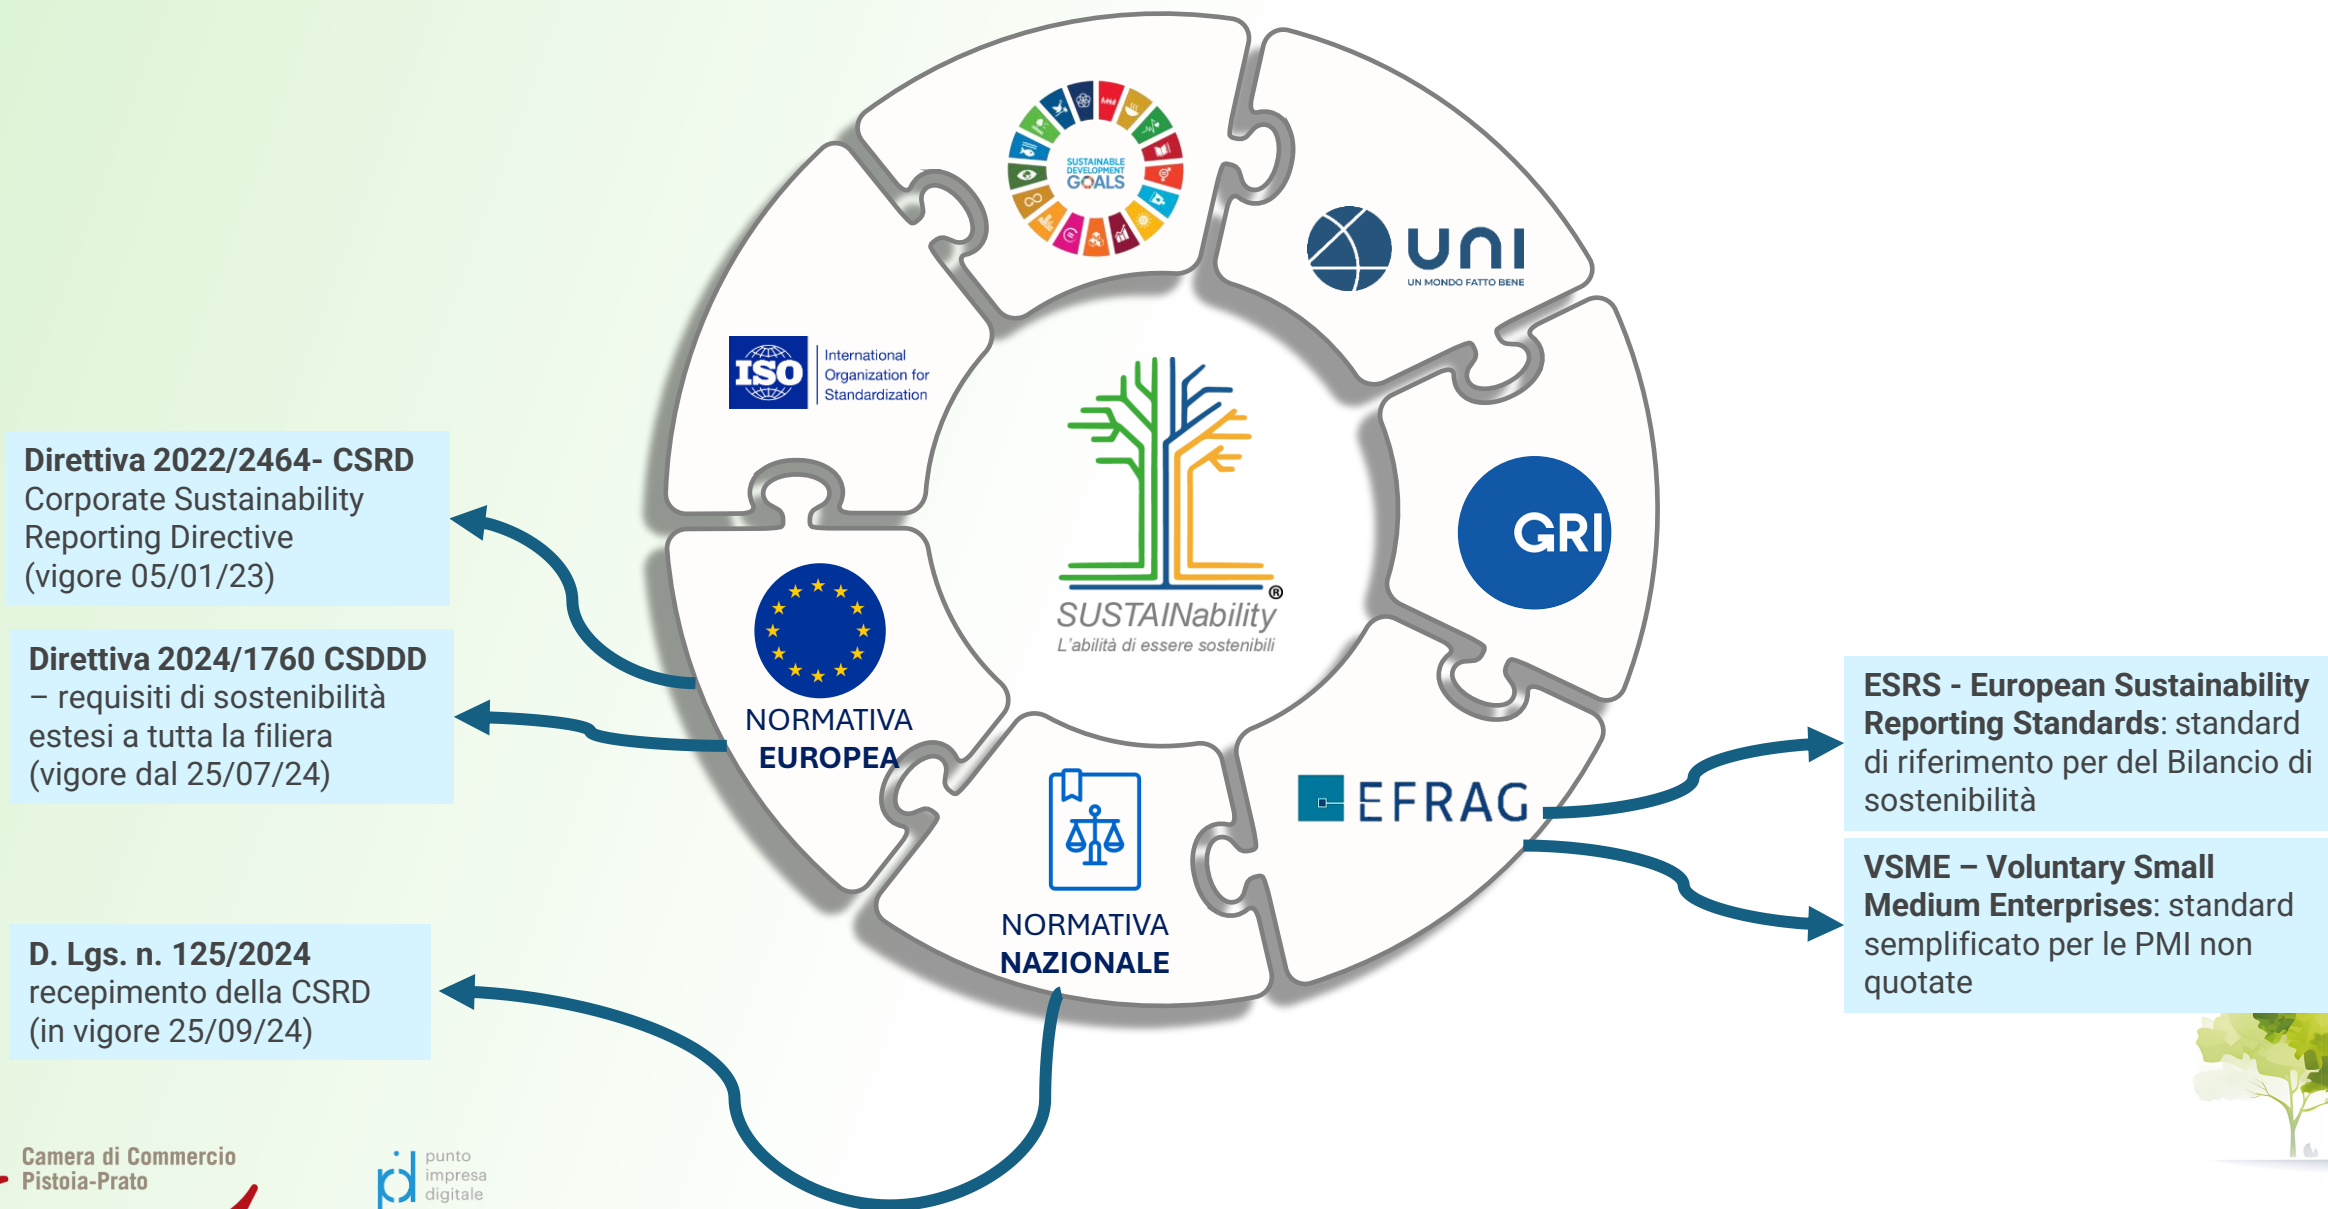 SUSTAINABLE
DEVELOPMENT
GOALS
UNI
UN MONDO FATTO BENE
ISO
International
Organization for
Standardization
GRI
SUSTAINability
®
L'abilità di essere sostenibili
Direttiva 2022/2464- CSRD
Corporate Sustainability
Reporting Directive
(vigore 05/01/23)
Direttiva 2024/1760 CSDDD
– requisiti di sostenibilità
estesi a tutta la filiera
(vigore dal 25/07/24)
NORMATIVA
EUROPEA
D. Lgs. n. 125/2024
recepimento della CSRD
(in vigore 25/09/24)
NORMATIVA
NAZIONALE
EFRAG
ESRS - European Sustainability
Reporting Standards: standard
di riferimento per del Bilancio di
sostenibilità
VSME – Voluntary Small
Medium Enterprises: standard
semplificato per le PMI non
quotate
Camera di Commercio
Pistoia-Prato
pid
punto
impresa
digitale